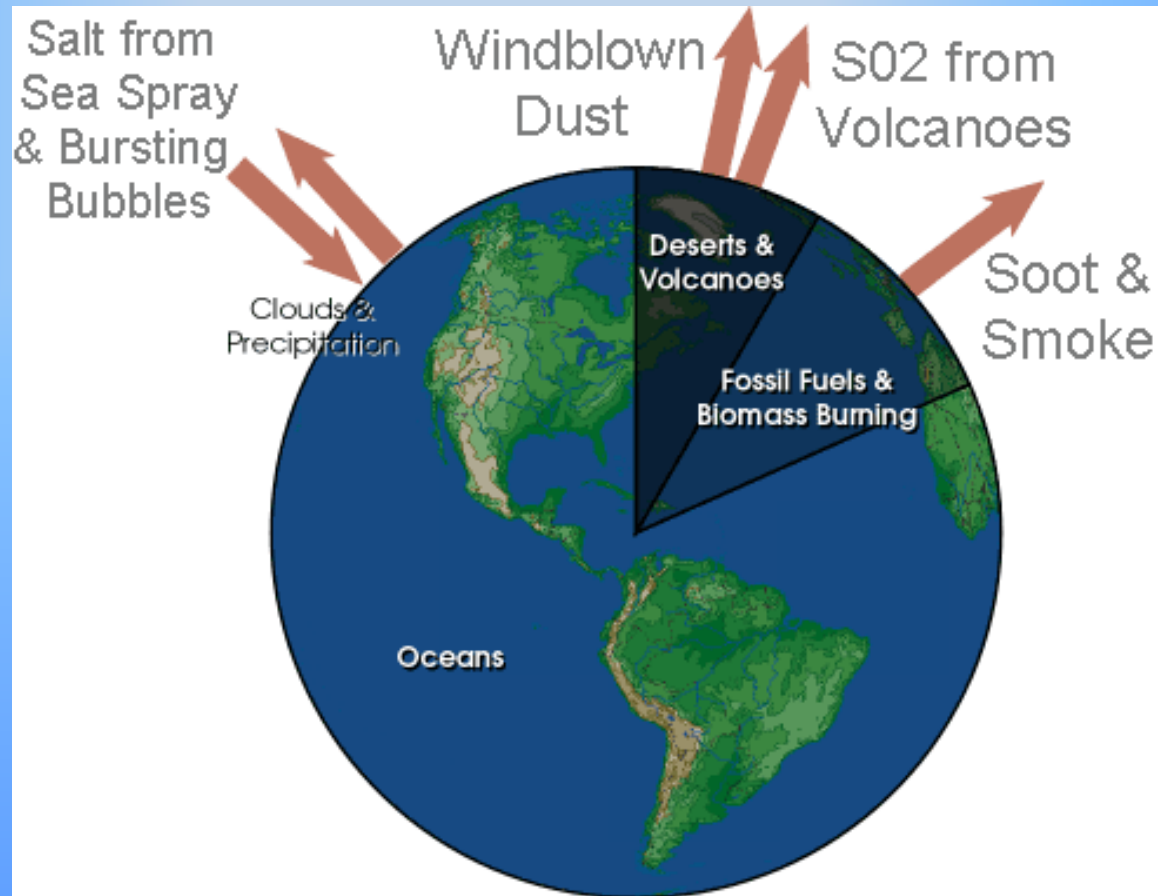 Salt from
Sea Spray
& Bursting
Bubbles
Windblown
Dust
S02 from
Volcanoes
Soot &
Smoke
Clouds &
Precipitation
Deserts &
Volcanoes
Fossil Fuels &
Biomass Burning
Oceans